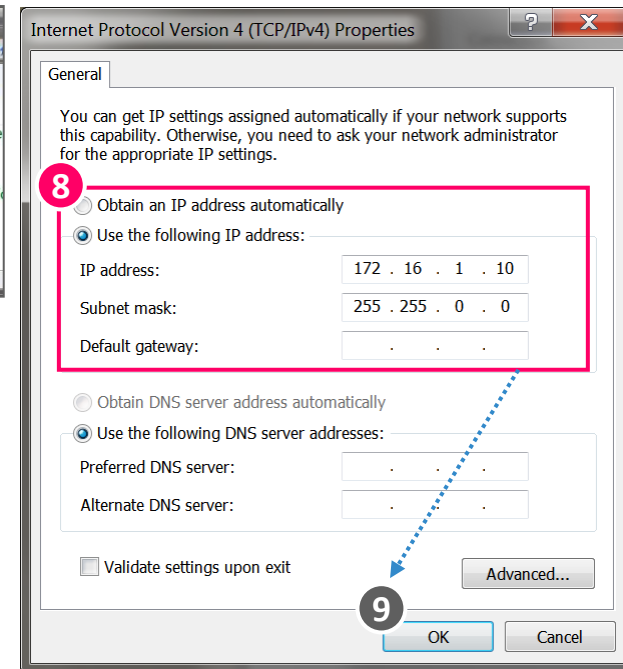 Internet Protocol Version 4 (TCP/IPv4) Properties
?
X
General
You can get IP settings assigned automatically if your network supports
this capability. Otherwise, you need to ask your network administrator
for the appropriate IP settings.
8
Obtain an IP address automatically
Use the following IP address:
IP address: 172 . 16 . 1 . 10
Subnet mask: 255 . 255 . 0 . 0
Default gateway: . . .
Obtain DNS server address automatically
Use the following DNS server addresses:
Preferred DNS server: . . .
Alternate DNS server: . . .
Validate settings upon exit
Advanced...
9
OK Cancel